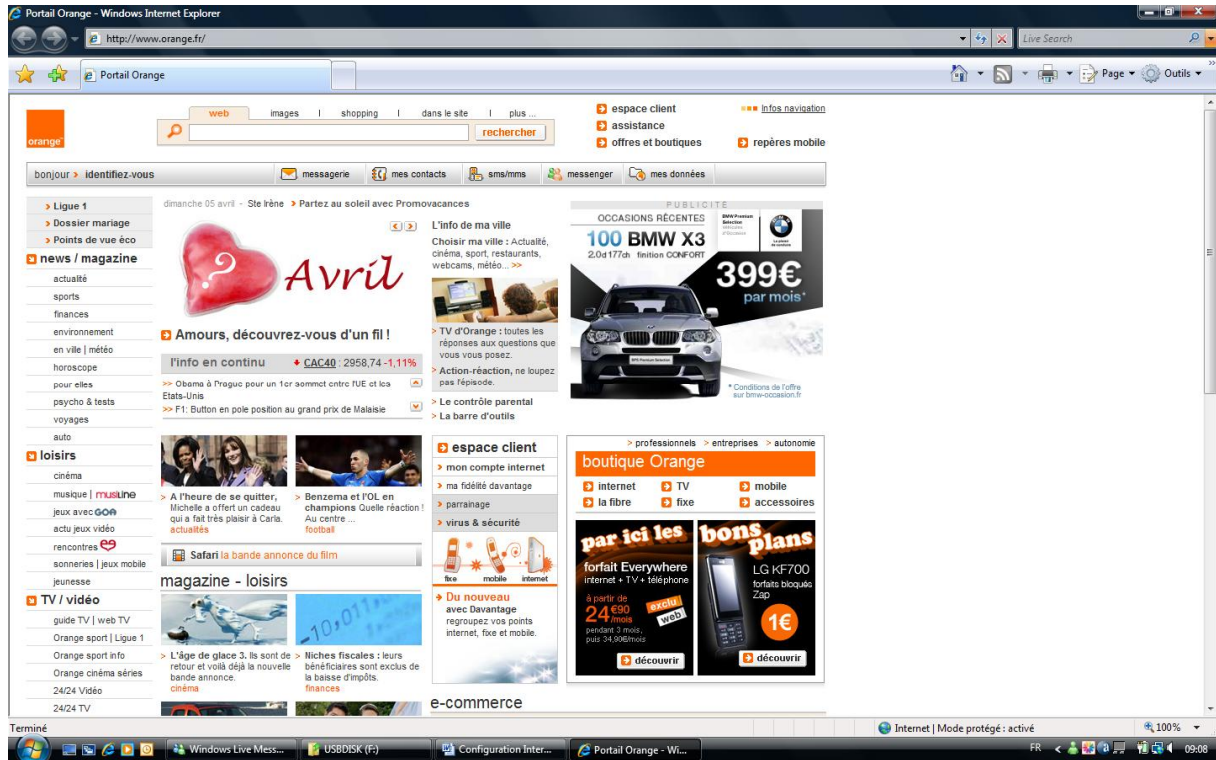 Portail Orange - Windows Internet Explorer
http://www.orange.fr/
Live Search
Portail Orange
Page
Outils
orange
web
images
shopping
dans le site
plus ...
rechercher
espace client
assistance
offres et boutiques
Infos navigation
repères mobile
bonjour > identifiez-vous
messagerie
mes contacts
sms/mms
messenger
mes données
> Ligue 1
> Dossier mariage
> Points de vue éco
news / magazine
actualité
sports
finances
environnement
en ville | météo
horoscope
pour elles
psycho & tests
voyages
auto
loisirs
cinéma
musique | musiline
jeux avec GOA
actu jeux vidéo
rencontres
sonneries | jeux mobile
jeunesse
TV / vidéo
guide TV | web TV
Orange sport | Ligue 1
Orange sport info
Orange cinéma séries
24/24 Vidéo
24/24 TV
dimanche 05 avril - Ste Irène > Partez au soleil avec Promovacances
?
Avril
Amours, découvrez-vous d'un fil !
l'info en continu
CAC40 : 2958,74 -1,11%
>> Obama à Prague pour un 1er sommet entre l'UE et les
Etats-Unis
>> F1: Button en pole position au grand prix de Malaisie
> A l'heure de se quitter,
Michelle a offert un cadeau
qui a fait très plaisir à Carla.
actualités
> Benzema et l'OL en
champions Quelle réaction !
Au centre ...
football
Safari la bande annonce du film
magazine - loisirs
> L'âge de glace 3. Ils sont de
retour et voilà déjà la nouvelle
bande annonce.
cinéma
> Niches fiscales : leurs
bénéficiaires sont exclus de
la baisse d'impôts.
finances
L'info de ma ville
Choisir ma ville : Actualité,
cinéma, sport, restaurants,
webcams, météo... >>
> TV d'Orange : toutes les
réponses aux questions que
vous vous posez.
> Action-réaction, ne loupez
pas l'épisode.
> Le contrôle parental
> La barre d'outils
espace client
> mon compte internet
> ma fidélité davantage
> parrainage
> virus & sécurité
fixe
mobile
internet
Du nouveau
avec Davantage
regroupez vos points
internet, fixe et mobile.
e-commerce
PUBLICITÉ
OCCASIONS RÉCENTES
100 BMW X3
2.0d 177ch finition CONFORT
BMW Premium
Selection
399€
par mois*
* Conditions de l'offre
sur bmw-occasion.fr
> professionnels > entreprises > autonomie
boutique Orange
internet
TV
mobile
la fibre
fixe
accessoires
par ici les bons plans
forfait Everywhere
internet + TV + téléphone
à partir de
24€90
/mois
exclu web
pendant 3 mois,
puis 34,90€/mois
découvrir
LG KF700
forfaits bloqués
Zap
1€
découvrir
Terminé
Internet | Mode protégé : activé
100%
Windows Live Mess...
USBDISK (F:)
Configuration Inter...
Portail Orange - Wi...
FR
09:08